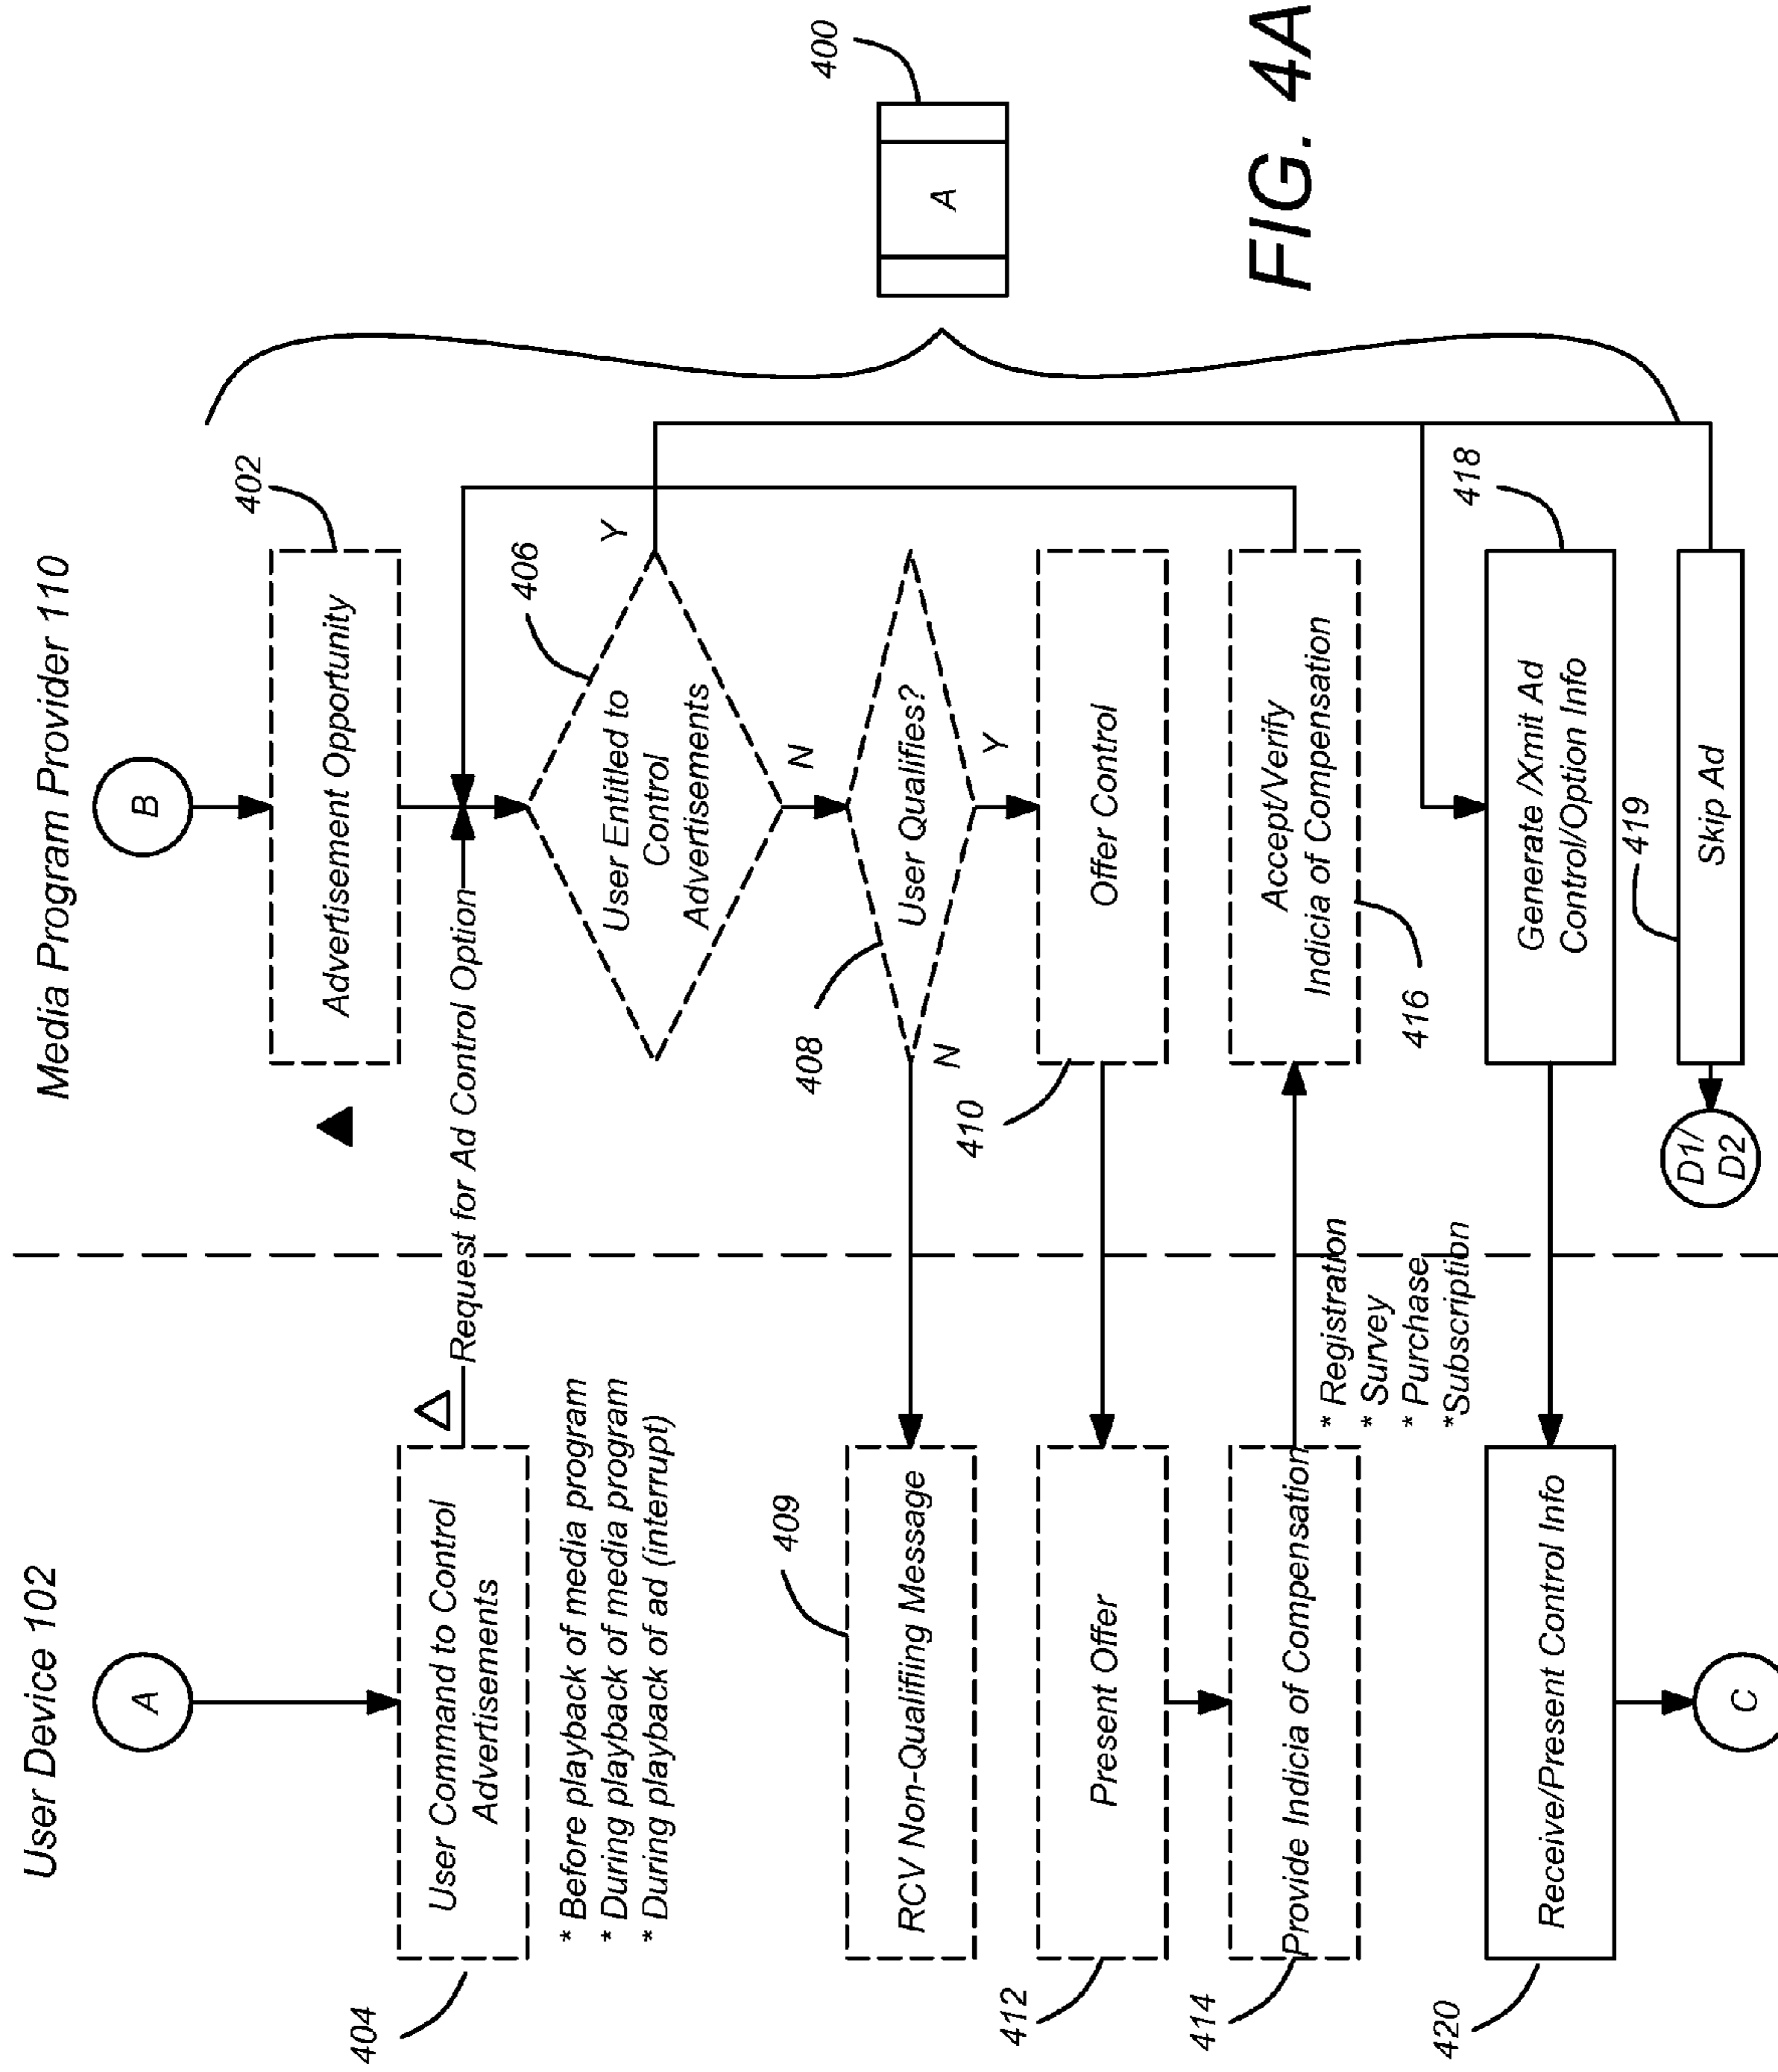 User Device 102
Media Program Provider 110
A
B
Advertisement Opportunity
402
User Command to Control
Advertisements
404
Request for Ad Control Option
* Before playback of media program
* During playback of media program
* During playback of ad (interrupt)
User Entitled to
Control
Advertisements
406
Y
N
RCV Non-Qualifiing Message
409
User Qualifies?
408
N
Y
Present Offer
412
Offer Control
410
Provide Indicia of Compensation
414
* Registration
* Survey
* Purchase
*Subscription
Accept/Verify
Indicia of Compensation
416
Receive/Present Control Info
420
Generate /Xmit Ad
Control/Option Info
418
Skip Ad
419
D1/
D2
C
A
400
FIG. 4A